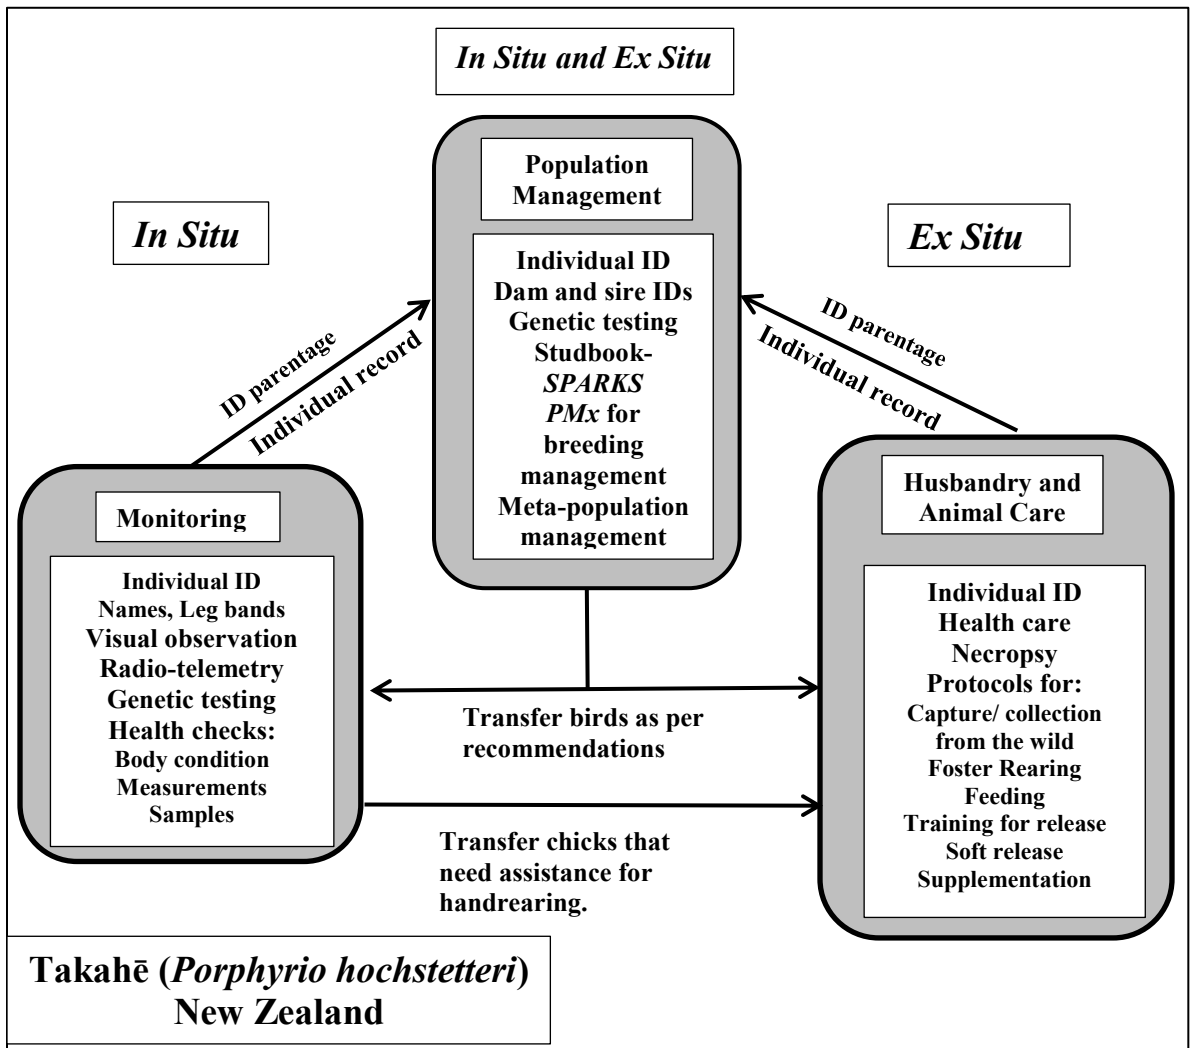 In Situ and Ex Situ
Population
Management
Individual ID
Dam and sire IDs
Genetic testing
Studbook-
SPARKS
PMx for
breeding
management
Meta-population
management
In Situ
Ex Situ
ID parentage
Individual record
ID parentage
Individual record
Monitoring
Individual ID
Names, Leg bands
Visual observation
Radio-telemetry
Genetic testing
Health checks:
Body condition
Measurements
Samples
Husbandry and
Animal Care
Individual ID
Health care
Necropsy
Protocols for:
Capture/ collection
from the wild
Foster Rearing
Feeding
Training for release
Soft release
Supplementation
Transfer birds as per
recommendations
Transfer chicks that
need assistance for
handrearing.
Takahē (Porphyrio hochstetteri)
New Zealand